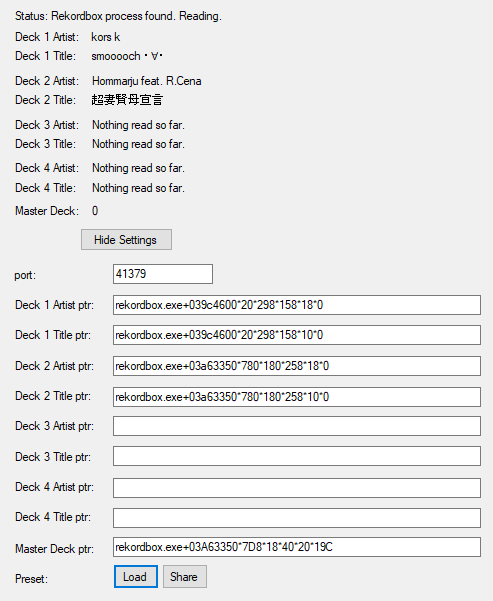 Status: Rekordbox process found. Reading.
Deck 1 Artist: kors k
Deck 1 Title: smooooch・∀・
Deck 2 Artist: Hommarju feat. R.Cena
Deck 2 Title: 超妻賢母宣言
Deck 3 Artist: Nothing read so far.
Deck 3 Title: Nothing read so far.
Deck 4 Artist: Nothing read so far.
Deck 4 Title: Nothing read so far.
Master Deck: 0
Hide Settings
port: 41379
Deck 1 Artist ptr: rekordbox.exe+039c4600*20*298*158*18*0
Deck 1 Title ptr: rekordbox.exe+039c4600*20*298*158*10*0
Deck 2 Artist ptr: rekordbox.exe+03a63350*780*180*258*18*0
Deck 2 Title ptr: rekordbox.exe+03a63350*780*180*258*10*0
Deck 3 Artist ptr:
Deck 3 Title ptr:
Deck 4 Artist ptr:
Deck 4 Title ptr:
Master Deck ptr: rekordbox.exe+03A63350*7D8*18*40*20*19C
Preset: Load Share